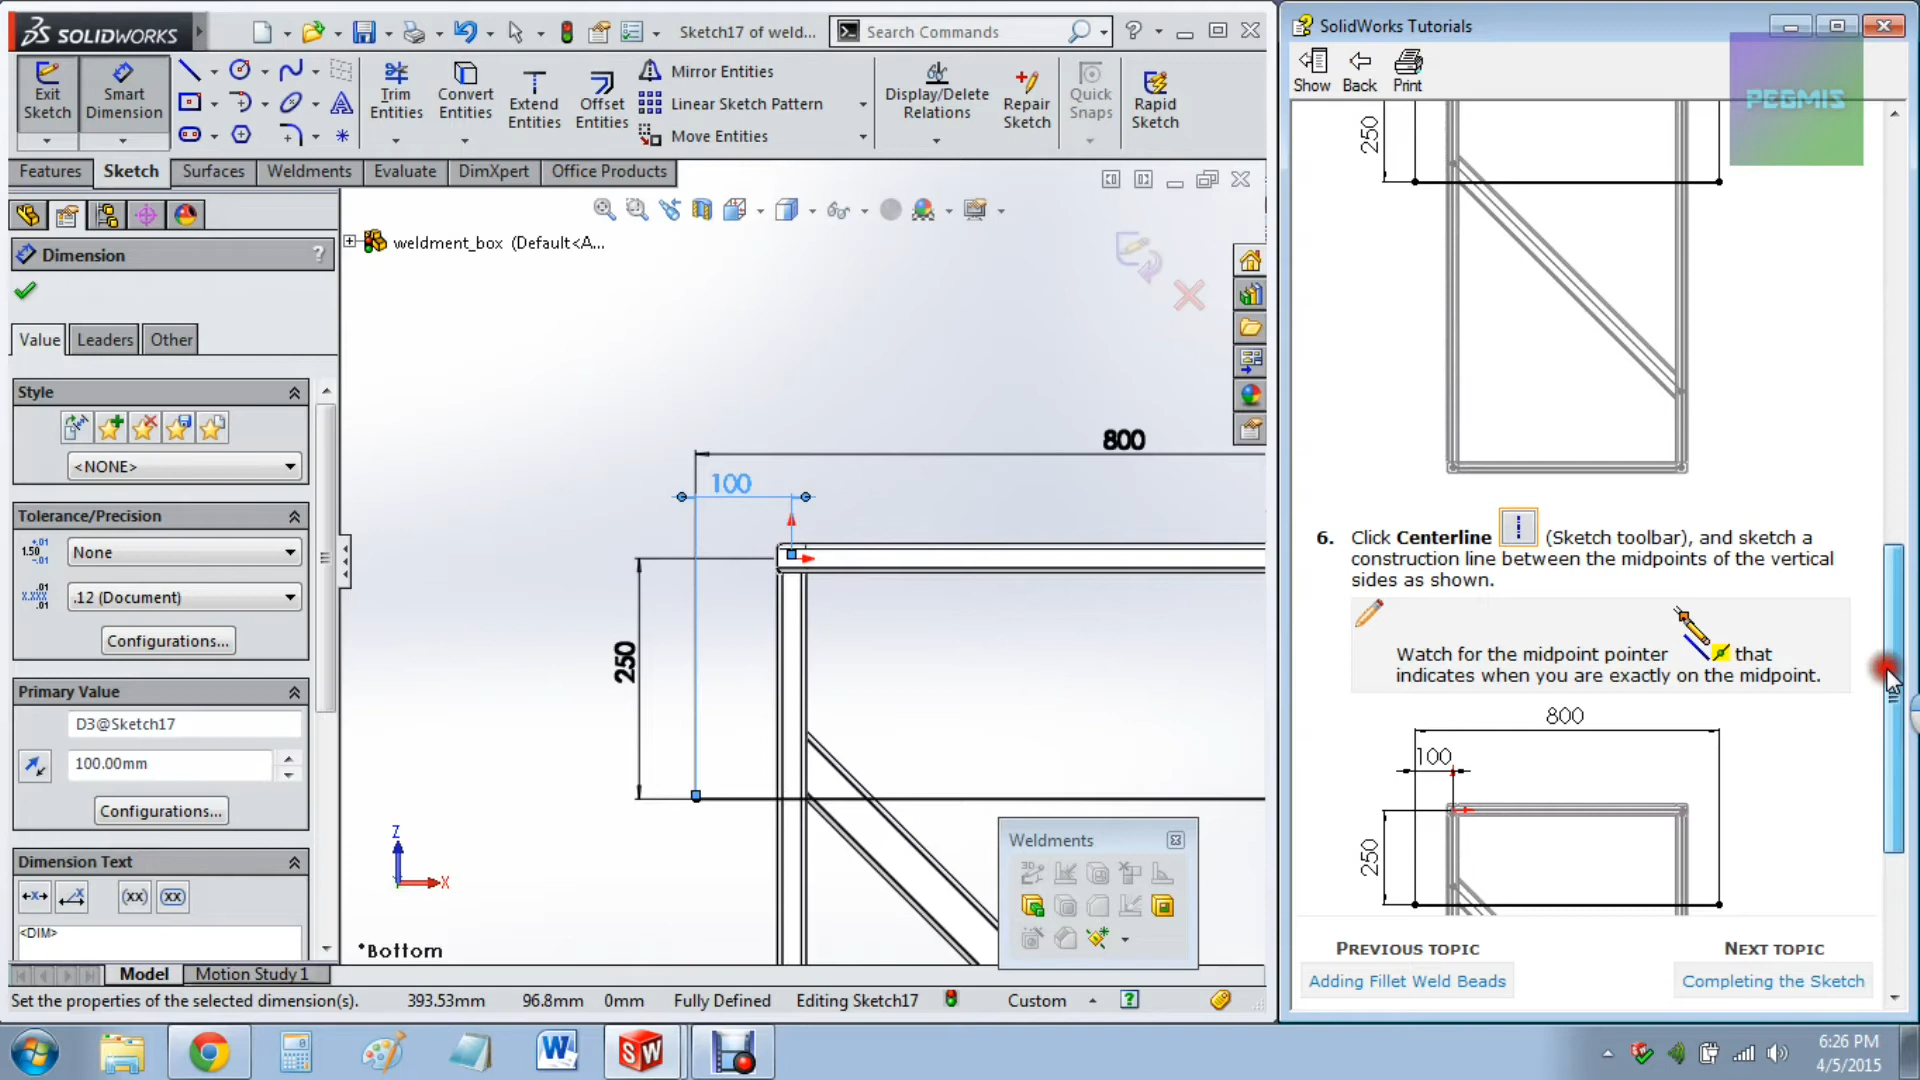 SOLIDWORKS
Sketch17 of weld...
Search Commands
Exit Sketch
Smart Dimension
Trim Entities
Convert Entities
Extend Entities
Offset Entities
Mirror Entities
Linear Sketch Pattern
Move Entities
Display/Delete Relations
Repair Sketch
Quick Snaps
Rapid Sketch
Features
Sketch
Surfaces
Weldments
Evaluate
DimXpert
Office Products
Dimension
?
Value
Leaders
Other
Style
<NONE>
Tolerance/Precision
None
.12 (Document)
Configurations...
Primary Value
D3@Sketch17
100.00mm
Configurations...
Dimension Text
<DIM>
weldment_box (Default<A...
800
100
250
Z
X
*Bottom
Weldments
Model
Motion Study 1
Set the properties of the selected dimension(s).
393.53mm
96.8mm
0mm
Fully Defined
Editing Sketch17
Custom
SolidWorks Tutorials
Show
Back
Print
PEGMIS
250
6. Click Centerline (Sketch toolbar), and sketch a
construction line between the midpoints of the vertical
sides as shown.
Watch for the midpoint pointer that
indicates when you are exactly on the midpoint.
800
100
250
PREVIOUS TOPIC
Adding Fillet Weld Beads
NEXT TOPIC
Completing the Sketch
6:26 PM
4/5/2015